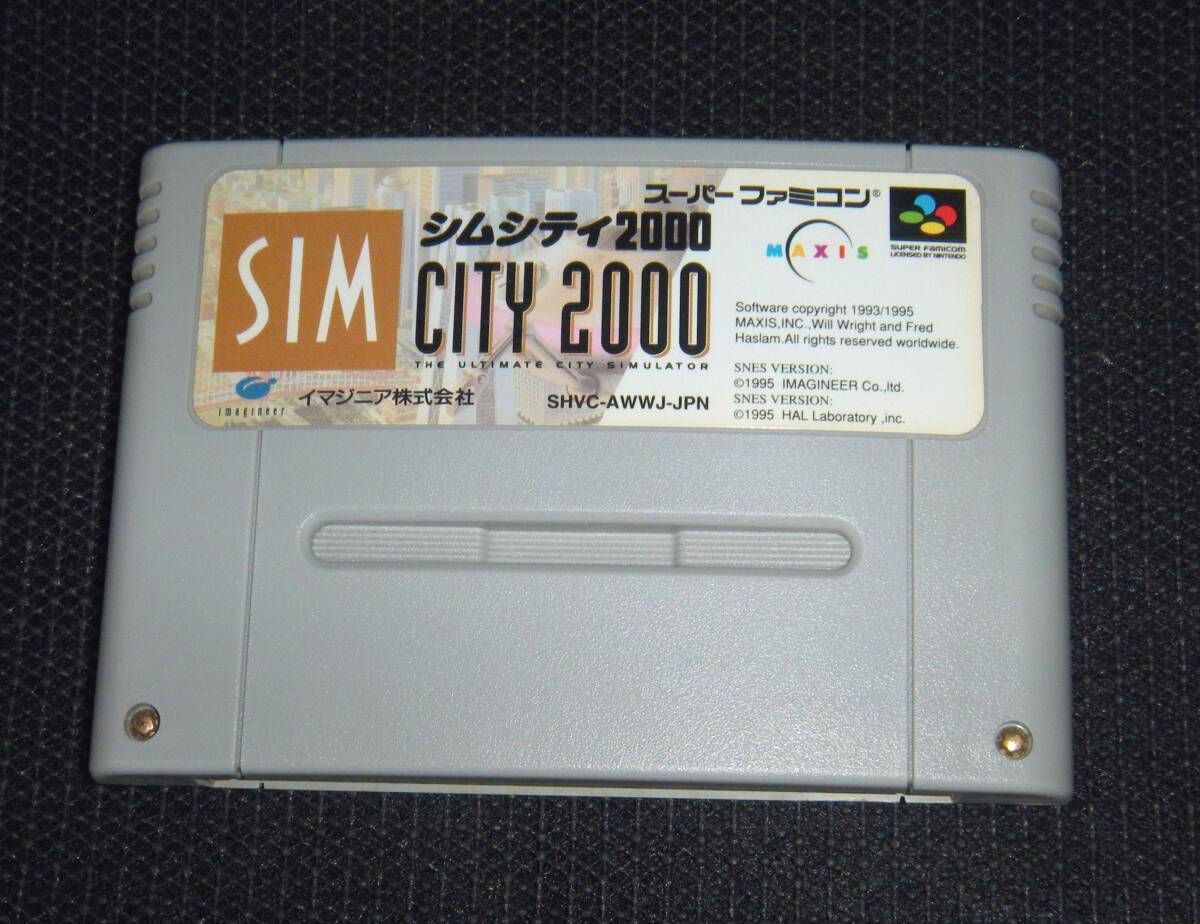 スーパーファミコン®
シムシティ2000
SIM
CITY 2000
THE ULTIMATE CITY SIMULATOR
MAXIS
SUPER FAMICOM
LICENSED BY NINTENDO
Software copyright 1993/1995
MAXIS,INC.,Will Wright and Fred
Haslam.All rights reserved worldwide.
SNES VERSION:
©1995 IMAGINEER Co.,ltd.
SNES VERSION:
©1995 HAL Laboratory ,inc.
imagineer
イマジニア株式会社
SHVC-AWWJ-JPN